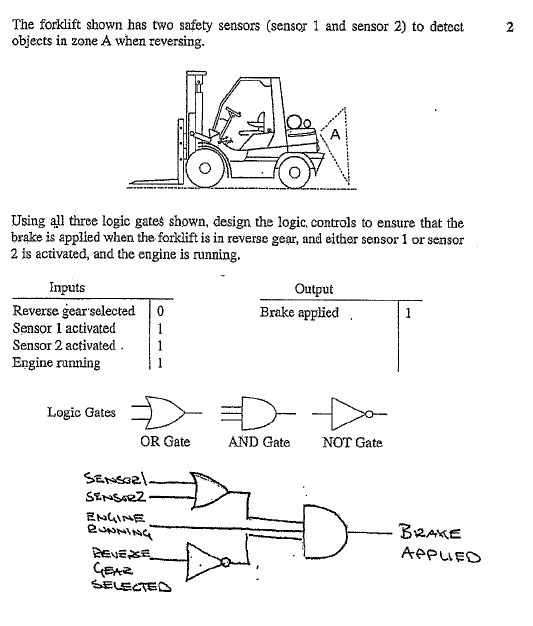 The forklift shown has two safety sensors (sensor 1 and sensor 2) to detect 2
objects in zone A when reversing.
A
Using all three logic gates shown, design the logic controls to ensure that the
brake is applied when the forklift is in reverse gear, and either sensor 1 or sensor
2 is activated, and the engine is running.
Inputs Output
Reverse gear selected 0 Brake applied 1
Sensor 1 activated 1
Sensor 2 activated 1
Engine running 1
Logic Gates
OR Gate AND Gate NOT Gate
SENSOR1
SENSOR2
ENGINE
RUNNING
BRAKE
APPLIED
REVERSE
GEAR
SELECTED